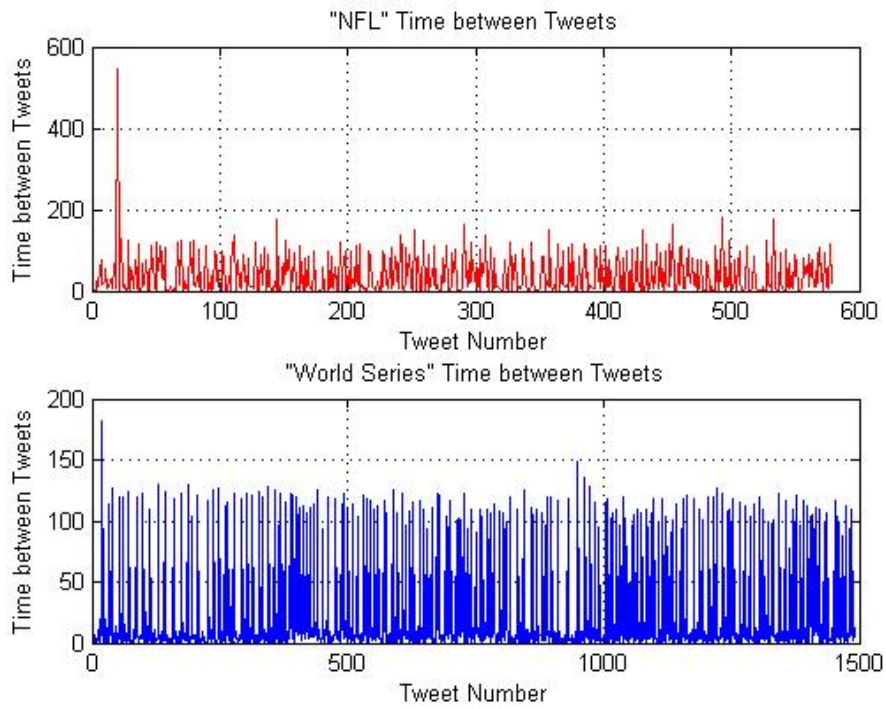 "NFL" Time between Tweets
600
400
200
0
Time between Tweets
0 100 200 300 400 500 600
Tweet Number
"World Series" Time between Tweets
200
150
100
50
0
Time between Tweets
0 500 1000 1500
Tweet Number